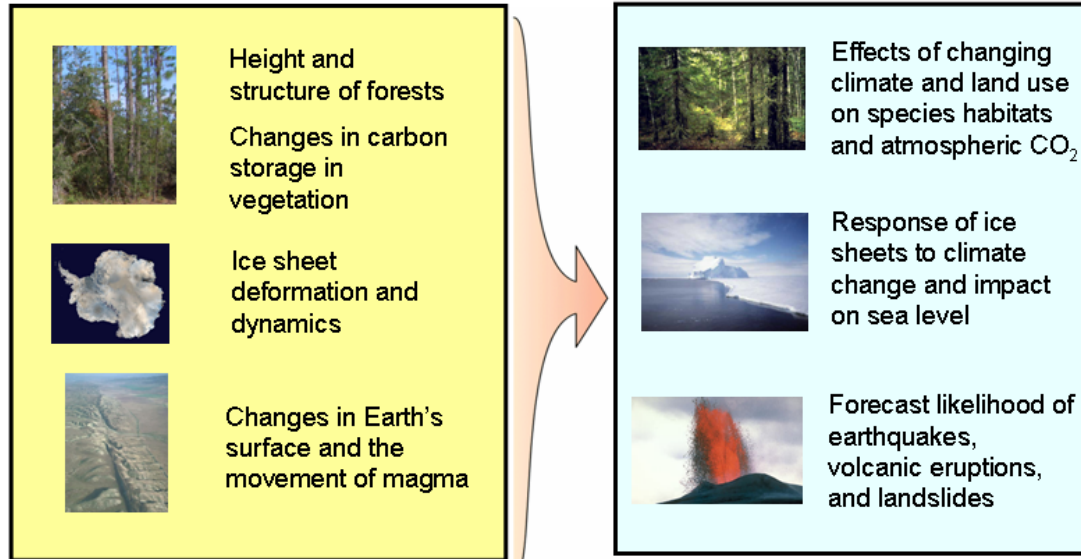 Height and
structure of forests
Changes in carbon
storage in
vegetation
Ice sheet
deformation and
dynamics
Changes in Earth's
surface and the
movement of magma
Effects of changing
climate and land use
on species habitats
and atmospheric CO₂
Response of ice
sheets to climate
change and impact
on sea level
Forecast likelihood of
earthquakes,
volcanic eruptions,
and landslides